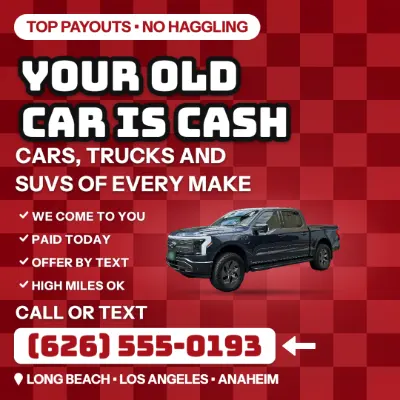 TOP PAYOUTS • NO HAGGLING
YOUR OLD
CAR IS CASH
CARS, TRUCKS AND
SUVS OF EVERY MAKE
WE COME TO YOU
PAID TODAY
OFFER BY TEXT
HIGH MILES OK
CALL OR TEXT
(626) 555-0193
LONG BEACH • LOS ANGELES • ANAHEIM